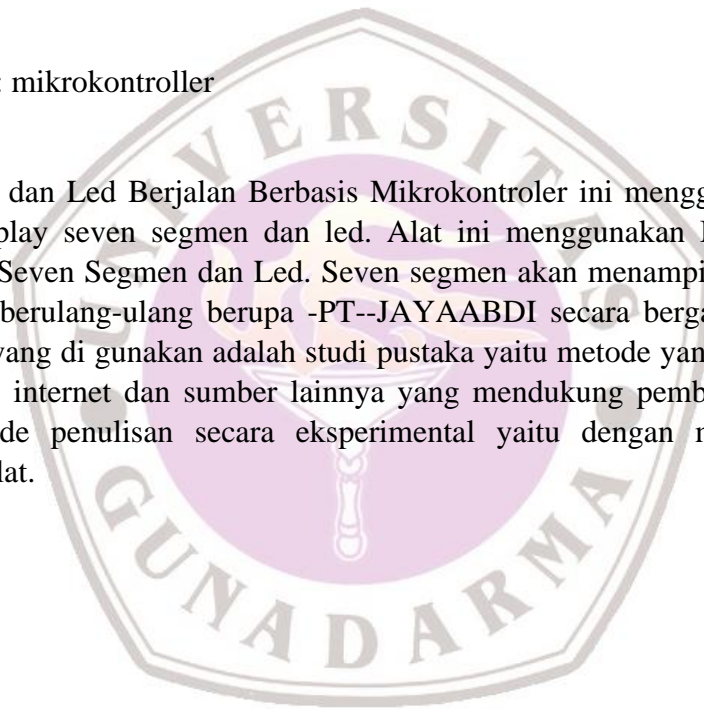 : mikrokontroller
dan Led Berjalan Berbasis Mikrokontroler ini mengg
play seven segmen dan led. Alat ini menggunakan
Seven Segmen dan Led. Seven segmen akan menampi
berulang-ulang berupa -PT--JAYAABDI secara berga
yang di gunakan adalah studi pustaka yaitu metode yan
internet dan sumber lainnya yang mendukung pemb
de penulisan secara eksperimental yaitu dengan
lat.
UNIVERSITAS
GUNADARMA